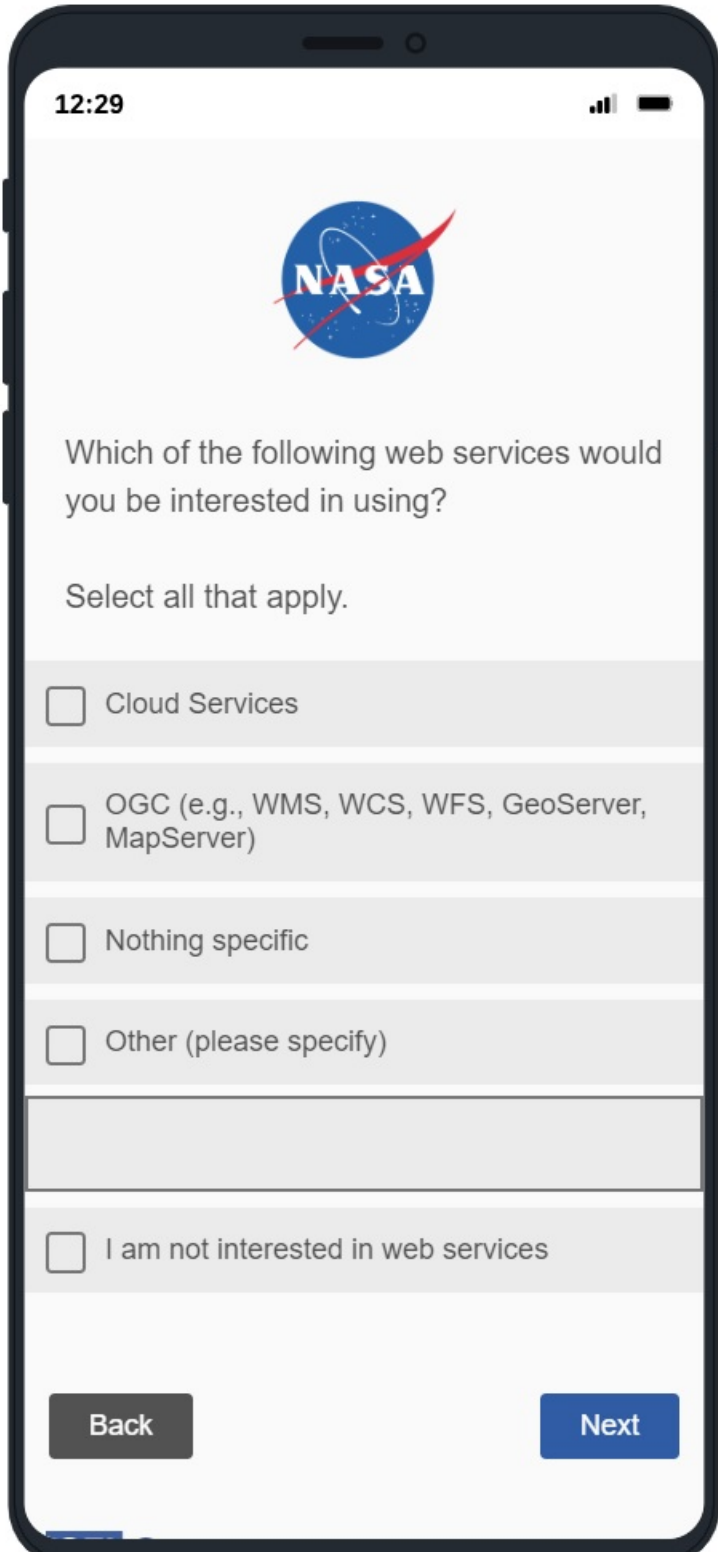 12:29
NASA
Which of the following web services would
you be interested in using?
Select all that apply.
Cloud Services
OGC (e.g., WMS, WCS, WFS, GeoServer,
MapServer)
Nothing specific
Other (please specify)
I am not interested in web services
Back
Next